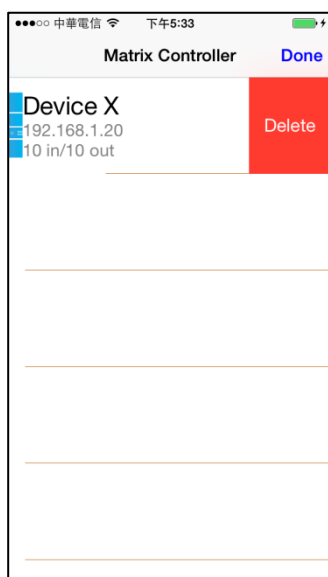 中華電信 下午5:33
Matrix Controller Done
Device X
192.168.1.20
10 in/10 out
Delete